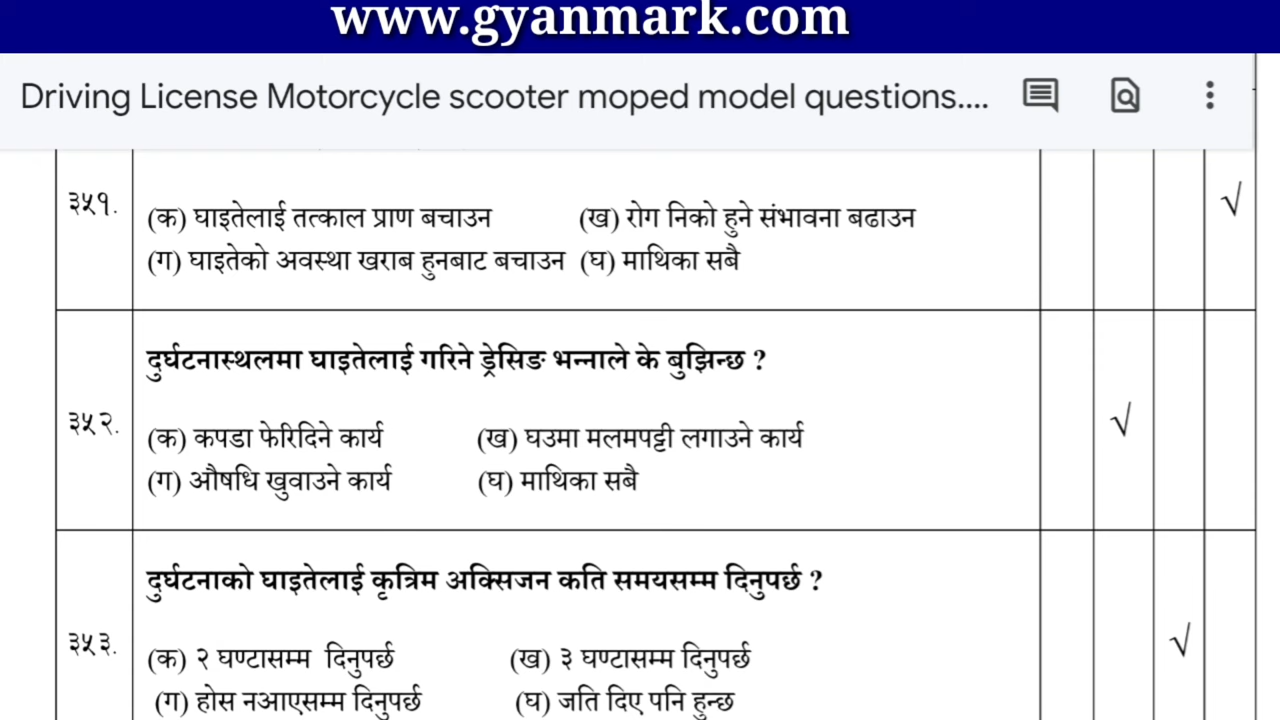 www.gyanmark.com
Driving License Motorcycle scooter moped model questions....
३५१.
(क) घाइतेलाई तत्काल प्राण बचाउन (ख) रोग निको हुने संभावना बढाउन
(ग) घाइतेको अवस्था खराब हुनबाट बचाउन (घ) माथिका सबै
√
दुर्घटनास्थलमा घाइतेलाई गरिने ड्रेसिङ भन्नाले के बुझिन्छ ?
३५२.
(क) कपडा फेरिदिने कार्य (ख) घउमा मलमपट्टी लगाउने कार्य
(ग) औषधि खुवाउने कार्य (घ) माथिका सबै
√
दुर्घटनाको घाइतेलाई कृत्रिम अक्सिजन कति समयसम्म दिनुपर्छ ?
३५३.
(क) २ घण्टासम्म दिनुपर्छ (ख) ३ घण्टासम्म दिनुपर्छ
(ग) होस नआएसम्म दिनुपर्छ (घ) जति दिए पनि हुन्छ
√